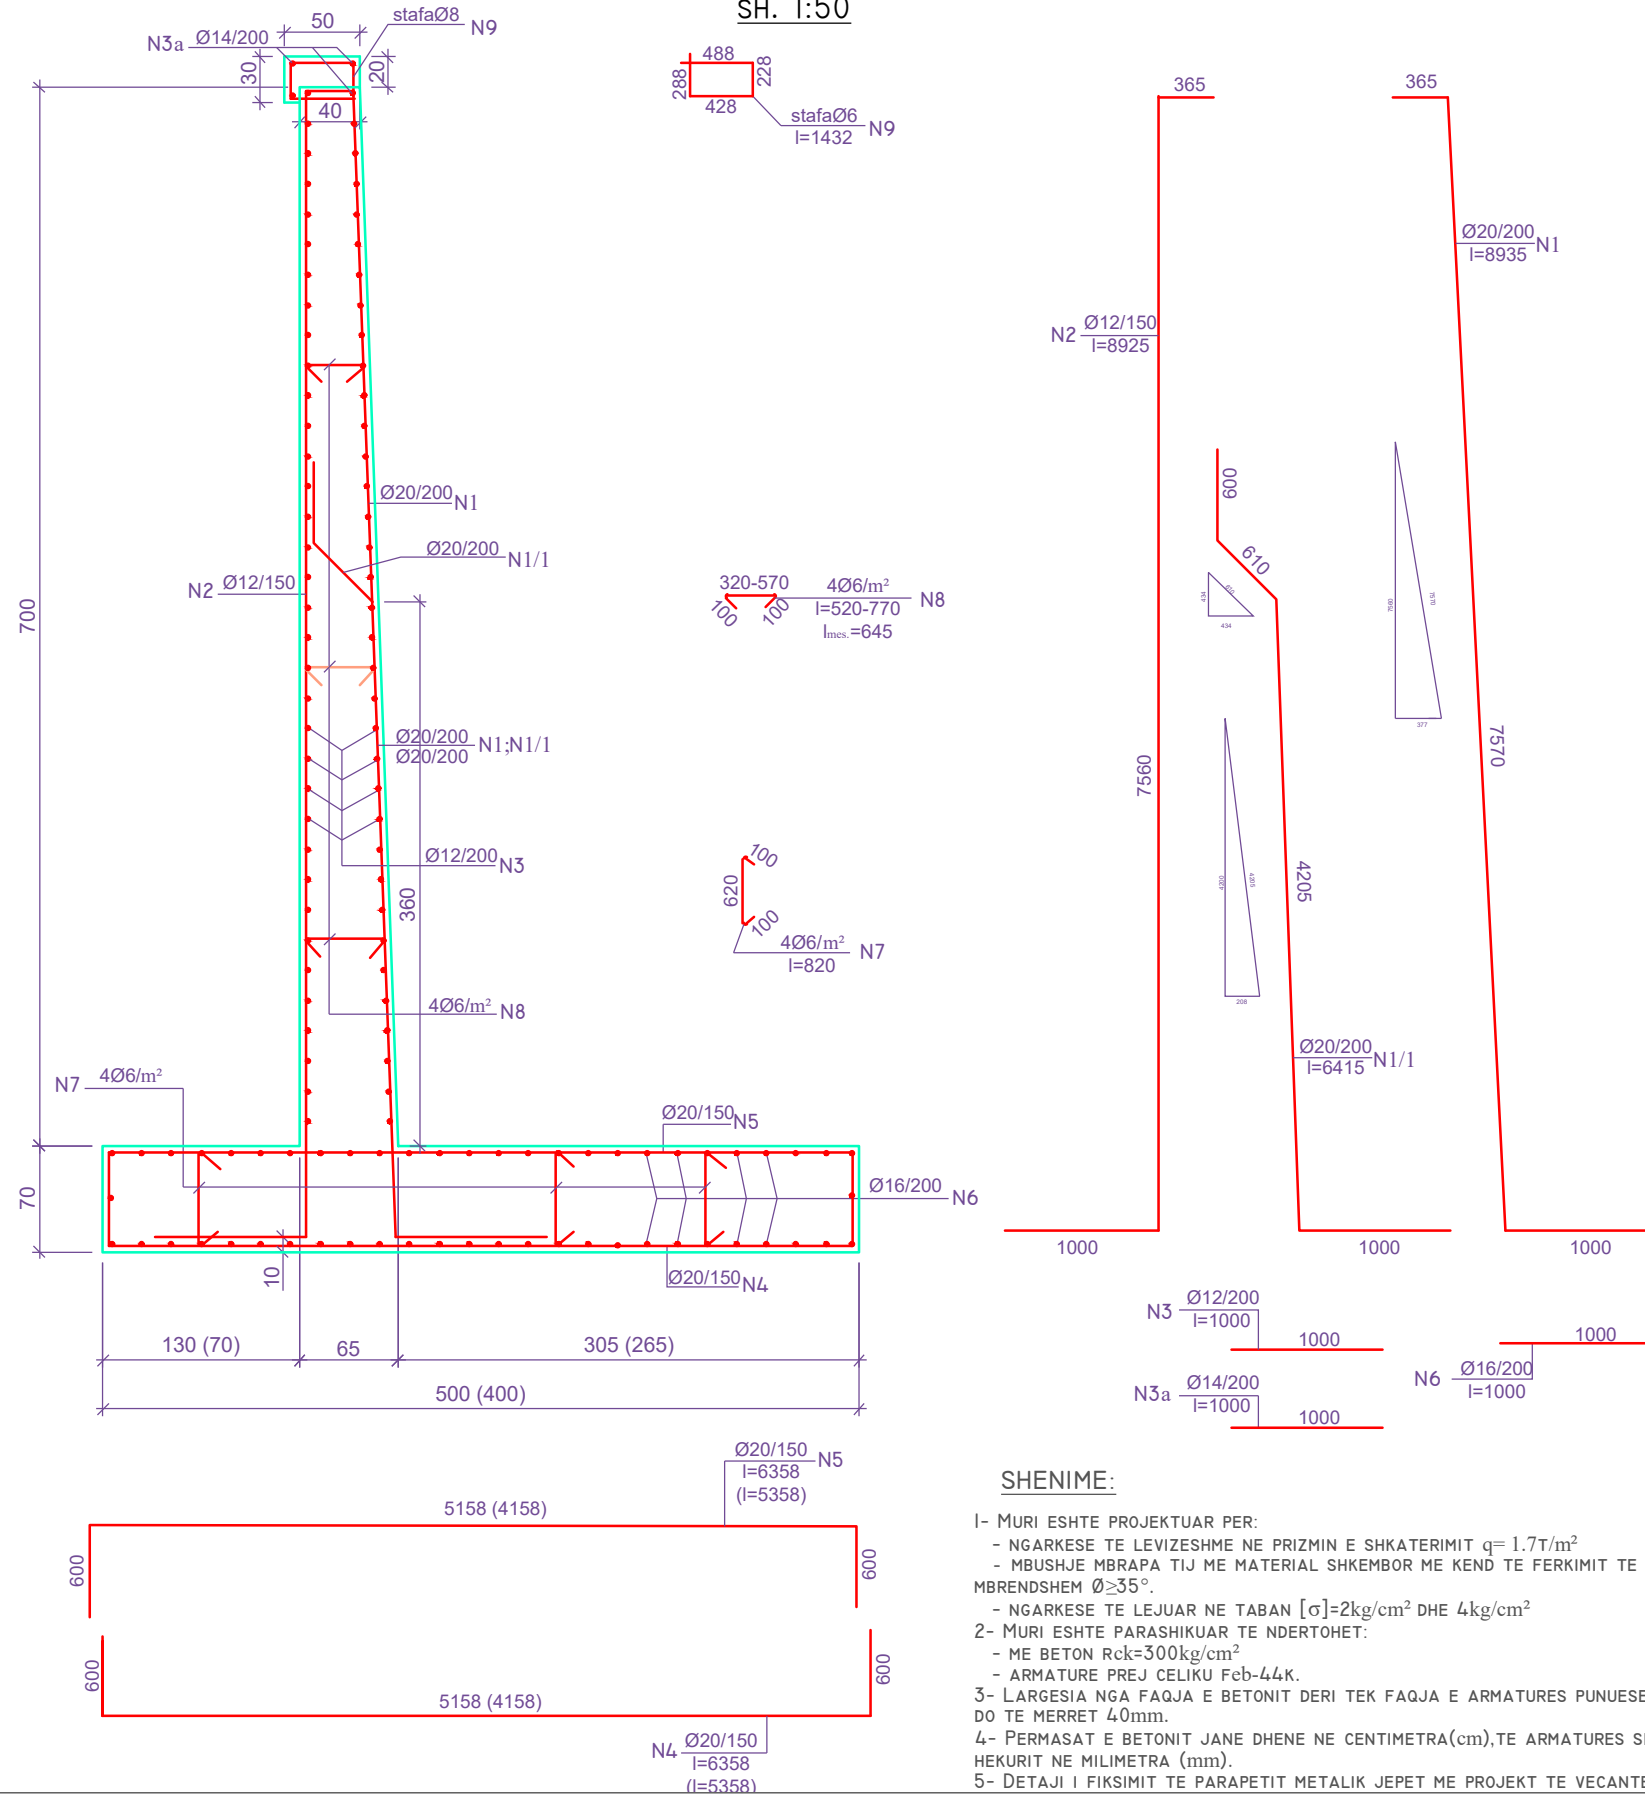 SH. 1:50
50
stafaØ8
N9
N3a
Ø14/200
30
20
40
700
488
288
228
428
stafaØ6
N9
l=1432
365
365
Ø20/200
N1
l=8935
N2
Ø12/150
l=8925
Ø20/200
N1
Ø20/200
N1/1
N2
Ø12/150
600
610
434
610
434
7560
7570
377
320-570
100
100
4Ø6/m²
N8
l=520-770
lmes.=645
Ø20/200
N1;N1/1
Ø20/200
7560
7570
Ø12/200
N3
360
100
620
100
4Ø6/m²
N7
l=820
4200
4205
208
4205
4Ø6/m²
N8
Ø20/200
N1/1
l=6415
N7
4Ø6/m²
Ø20/150
N5
70
Ø16/200
N6
10
Ø20/150
N4
1000
1000
1000
130 (70)
65
305 (265)
500 (400)
N3
Ø12/200
l=1000
1000
N3a
Ø14/200
l=1000
1000
N6
Ø16/200
l=1000
1000
Ø20/150
N5
l=6358
(l=5358)
5158 (4158)
600
600
600
600
5158 (4158)
N4
Ø20/150
l=6358
(l=5358)
SHENIME:
1- MURI ESHTE PROJEKTUAR PER:
- NGARKESE TE LEVIZESHME NE PRIZMIN E SHKATERIMIT q= 1.7T/m²
- MBUSHJE MBRAPA TIJ ME MATERIAL SHKEMBOR ME KEND TE FERKIMIT TE
MBRENDSHEM Ø≥35°.
- NGARKESE TE LEJUAR NE TABAN [σ]=2kg/cm² DHE 4kg/cm²
2- MURI ESHTE PARASHIKUAR TE NDERTOHET:
- ME BETON Rck=300kg/cm²
- ARMATURE PREJ CELIKU Feb-44K.
3- LARGESIA NGA FAQJA E BETONIT DERI TEK FAQJA E ARMATURES PUNUESE
DO TE MERRET 40mm.
4- PERMASAT E BETONIT JANE DHENE NE CENTIMETRA(cm),TE ARMATURES S
HEKURIT NE MILIMETRA (mm).
5- DETAJI I FIKSIMIT TE PARAPETIT METALIK JEPET ME PROJEKT TE VECANTE